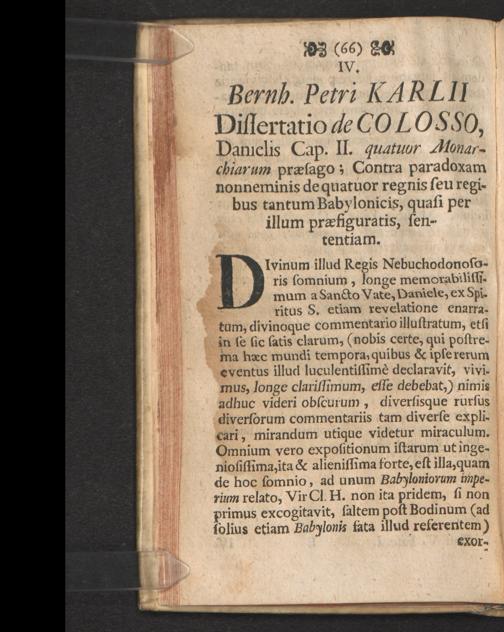 (66)
IV.
Bernh. Petri KARLII
Dissertatio de COLOSSO,
Danielis Cap. II. quatuor Monar-
chiarum præsago; Contra paradoxam
nonneminis de quatuor regnis seu regi-
bus tantum Babylonicis, quasi per
illum præfiguratis, sen-
tentiam.
DIvinum illud Regis Nebuchodonoso-
ris somnium, longe memorabilissi-
mum a Sancto Vate, Daniele, ex Spi-
ritus S. etiam revelatione enarra-
tum, divinoque commentario illustratum, etsi
in se sic satis clarum, (nobis certe, qui postre-
ma hæc mundi tempora, quibus & ipse rerum
eventus illud luculentissimè declaravit, vivi-
mus, longe clarissimum, esse debebat,) nimis
adhuc videri obscurum, diversisque rursus
diversorum commentariis tam diverse expli-
cari, mirandum utique videtur miraculum.
Omnium vero expositionum istarum ut inge-
niosissima, ita & alienissima forte, est illa, quam
de hoc somnio, ad unum Babyloniorum impe-
rium relato, Vir Cl. H. non ita pridem, si non
primus excogitavit, saltem post Bodinum (ad
solius etiam Babylonis fata illud referentem)
exor-